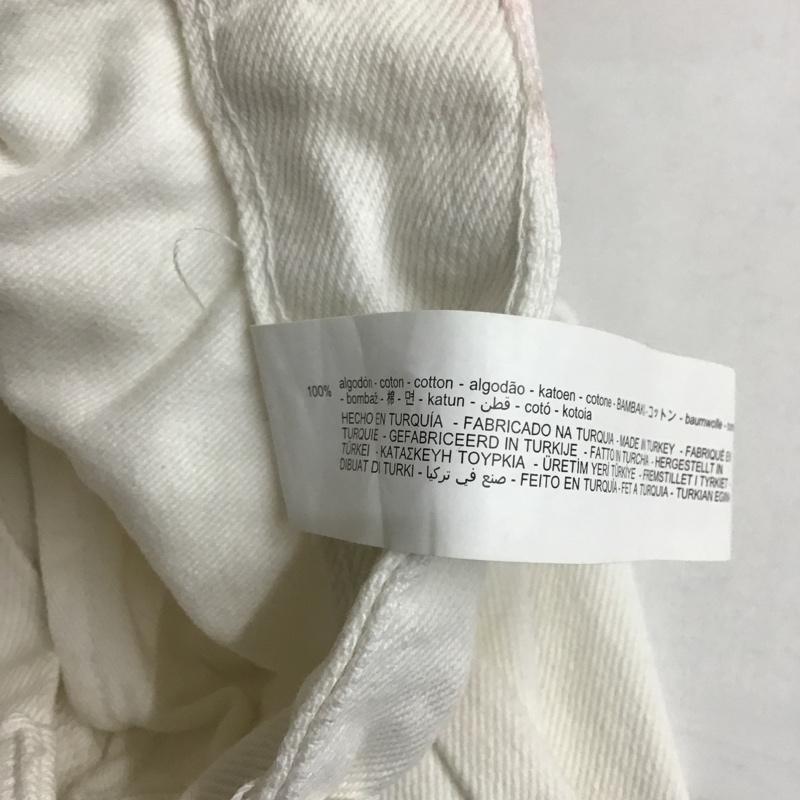 100% algodón - coton - cotton - algodão - katoen - cotone - BAMBAKI - コットン - baumwolle -
- bombaž - 棉 - 면 - katun - قطن - cotó - kotoia
HECHO EN TURQUÍA - FABRICADO NA TURQUIA - MADE IN TURKEY - FABRIQUÉ EN
TURQUIE - GEFABRICEERD IN TURKIJE - FATTO IN TURCHIA - HERGESTELLT IN
TÜRKEI - ΚΑΤΑΣΚΕΥΗ ΤΟΥΡΚΙΑ - ÜRETİM YERİ TÜRKİYE - FREMSTILLET I TYRKIET
DIBUAT DI TURKI - صنع في تركيا - FEITO EN TURQUÍA - FET A TURQUIA - TURKIAN EGIN